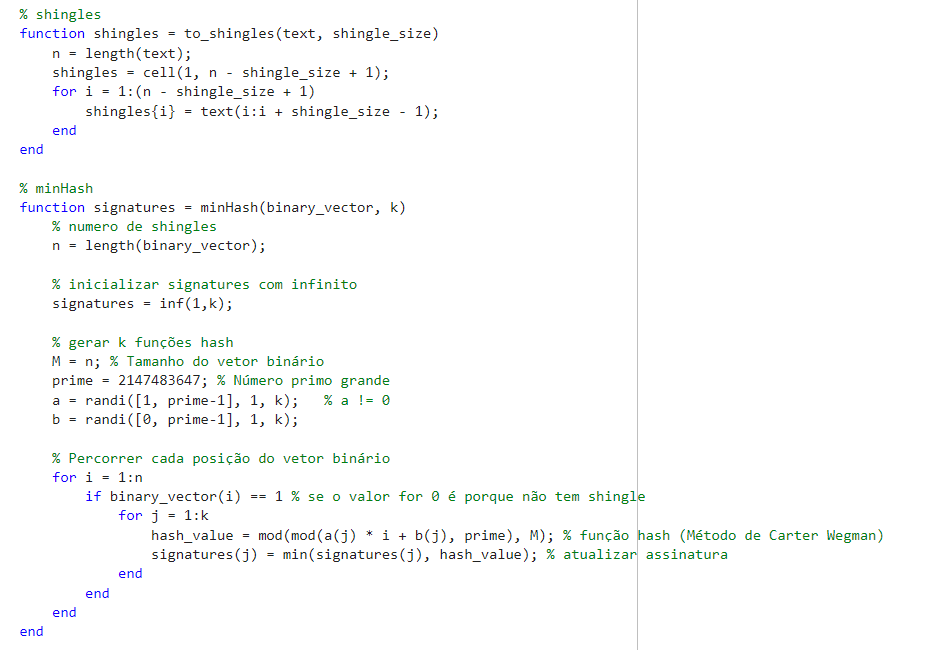 % shingles
function shingles = to_shingles(text, shingle_size)
    n = length(text);
    shingles = cell(1, n - shingle_size + 1);
    for i = 1:(n - shingle_size + 1)
        shingles{i} = text(i:i + shingle_size - 1);
    end
end

% minHash
function signatures = minHash(binary_vector, k)
    % numero de shingles
    n = length(binary_vector);

    % inicializar signatures com infinito
    signatures = inf(1,k);

    % gerar k funções hash
    M = n; % Tamanho do vetor binário
    prime = 2147483647; % Número primo grande
    a = randi([1, prime-1], 1, k);   % a != 0
    b = randi([0, prime-1], 1, k);

    % Percorrer cada posição do vetor binário
    for i = 1:n
        if binary_vector(i) == 1 % se o valor for 0 é porque não tem shingle
            for j = 1:k
                hash_value = mod(mod(a(j) * i + b(j), prime), M); % função hash (Método de Carter Wegman)
                signatures(j) = min(signatures(j), hash_value); % atualizar assinatura
            end
        end
    end
end